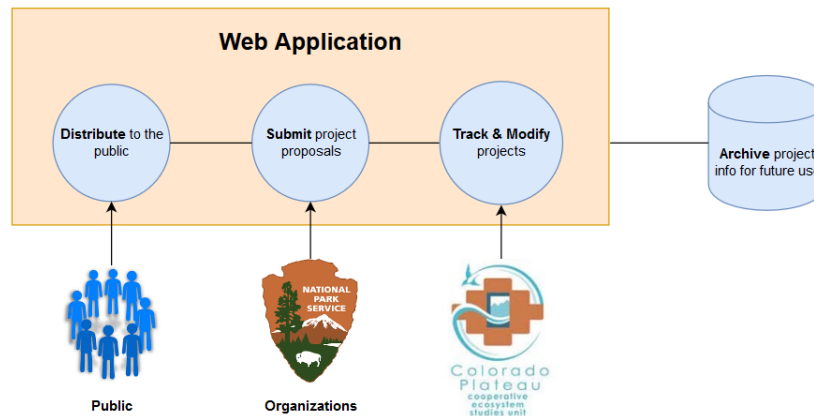 Web Application
Distribute to the
public
Submit project
proposals
Track & Modify
projects
Archive project
info for future use
NATIONAL
PARK
SERVICE
Colorado
Plateau
cooperative
ecosystem
studies unit
Public
Organizations